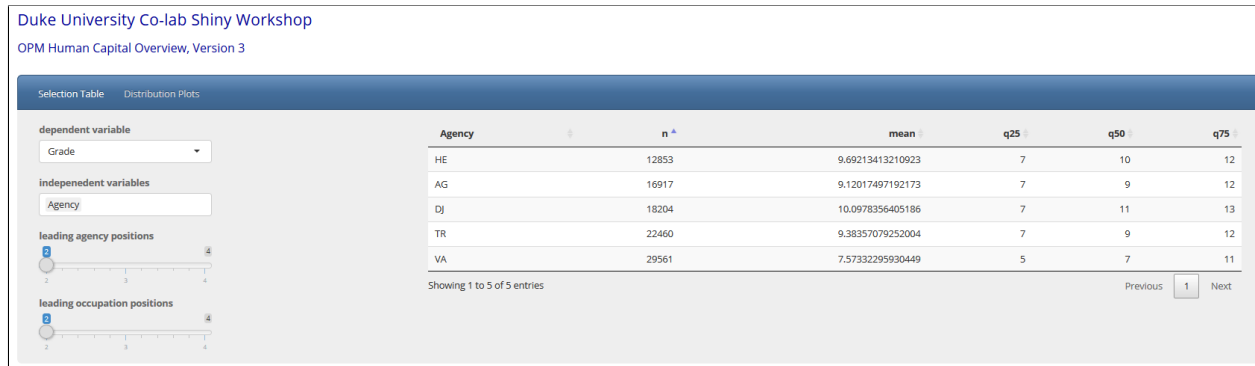 Duke University Co-lab Shiny Workshop
OPM Human Capital Overview, Version 3
Selection Table Distribution Plots
dependent variable
Grade
indepenedent variables
Agency
leading agency positions
2 4
2 3 4
leading occupation positions
2 4
2 3 4
Agency n mean q25 q50 q75
HE 12853 9.69213413210923 7 10 12
AG 16917 9.12017497192173 7 9 12
DJ 18204 10.0978356405186 7 11 13
TR 22460 9.38357079252004 7 9 12
VA 29561 7.57332295930449 5 7 11
Showing 1 to 5 of 5 entries
Previous 1 Next